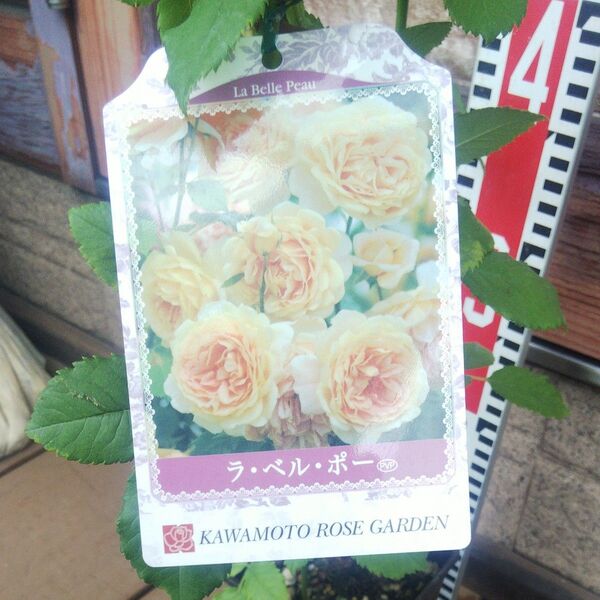 La Belle Peau
ラ・ベル・ポー PVP
KAWAMOTO ROSE GARDEN
4